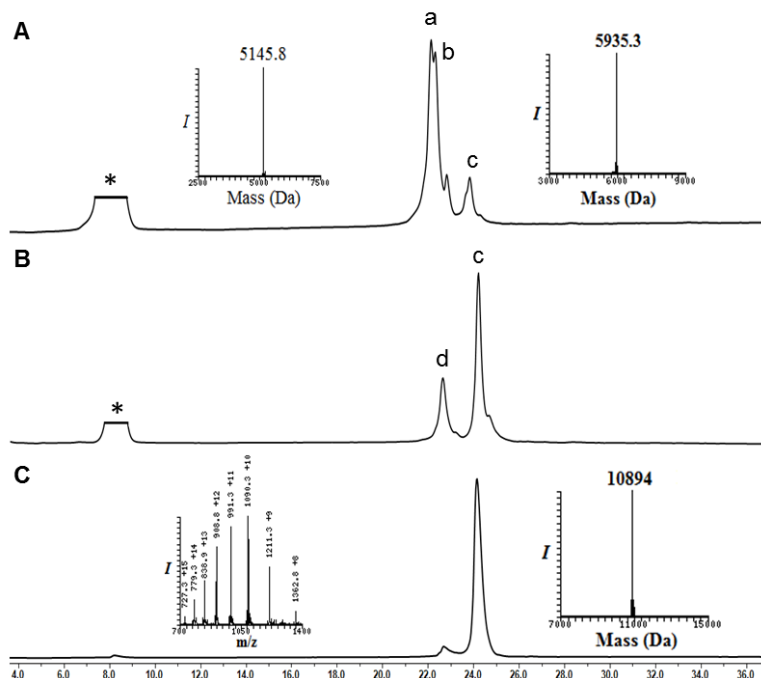 A
a
b
c
*
5145.8
I
2500 5000 7500
Mass (Da)
5935.3
I
3000 6000 9000
Mass (Da)
B
c
d
*
C
727.3 +15
779.3 +14
838.9 +13
908.8 +12
991.3 +11
1090.3 +10
1211.3 +9
1362.8 +8
I
700 1050 1400
m/z
10894
I
7000 11000 15000
Mass (Da)
4.0 6.0 8.0 10.0 12.0 14.0 16.0 18.0 20.0 22.0 24.0 26.0 28.0 30.0 32.0 34.0 36.0